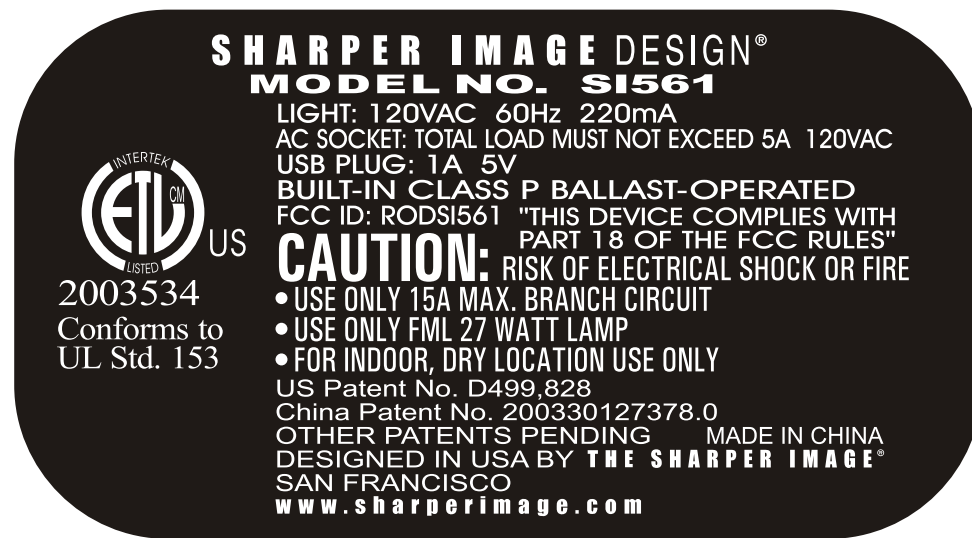 SHARPER IMAGE DESIGN®
MODEL NO. SI561
LIGHT: 120VAC 60Hz 220mA
AC SOCKET: TOTAL LOAD MUST NOT EXCEED 5A 120VAC
USB PLUG: 1A 5V
BUILT-IN CLASS P BALLAST-OPERATED
FCC ID: RODSI561 "THIS DEVICE COMPLIES WITH
PART 18 OF THE FCC RULES"
CAUTION: RISK OF ELECTRICAL SHOCK OR FIRE
• USE ONLY 15A MAX. BRANCH CIRCUIT
• USE ONLY FML 27 WATT LAMP
• FOR INDOOR, DRY LOCATION USE ONLY
US Patent No. D499,828
China Patent No. 200330127378.0
OTHER PATENTS PENDING MADE IN CHINA
DESIGNED IN USA BY THE SHARPER IMAGE®
SAN FRANCISCO
www.sharperimage.com
INTERTEK
ETL CM
US
LISTED
2003534
Conforms to
UL Std. 153